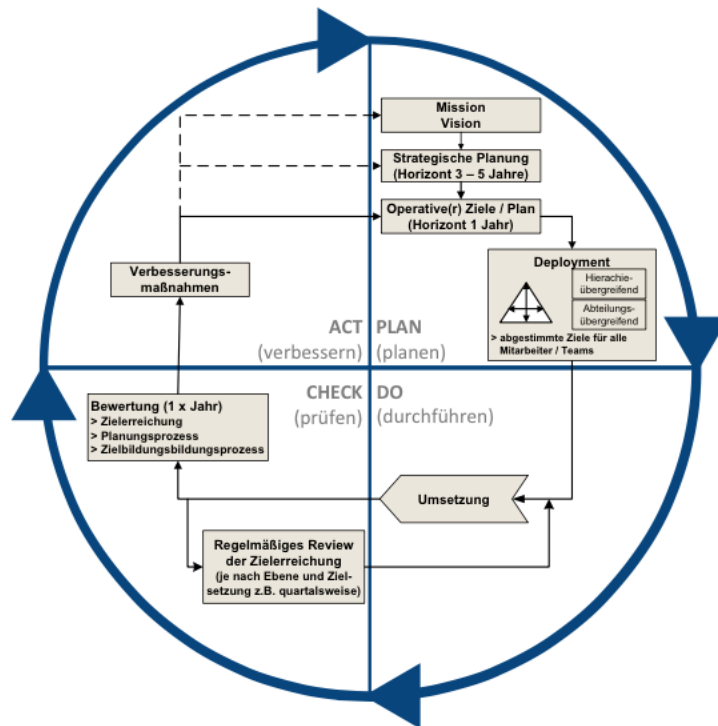 Mission
Vision
Strategische Planung
(Horizont 3 – 5 Jahre)
Operative(r) Ziele / Plan
(Horizont 1 Jahr)
Deployment
Hierachie-
übergreifend
Abteilungs-
übergreifend
> abgestimmte Ziele für alle
Mitarbeiter / Teams
Verbesserungs-
maßnahmen
ACT
(verbessern)
PLAN
(planen)
CHECK
(prüfen)
DO
(durchführen)
Bewertung (1 x Jahr)
> Zielerreichung
> Planungsprozess
> Zielbildungsbildungsprozess
Umsetzung
Regelmäßiges Review
der Zielerreichung
(je nach Ebene und Ziel-
setzung z.B. quartalsweise)